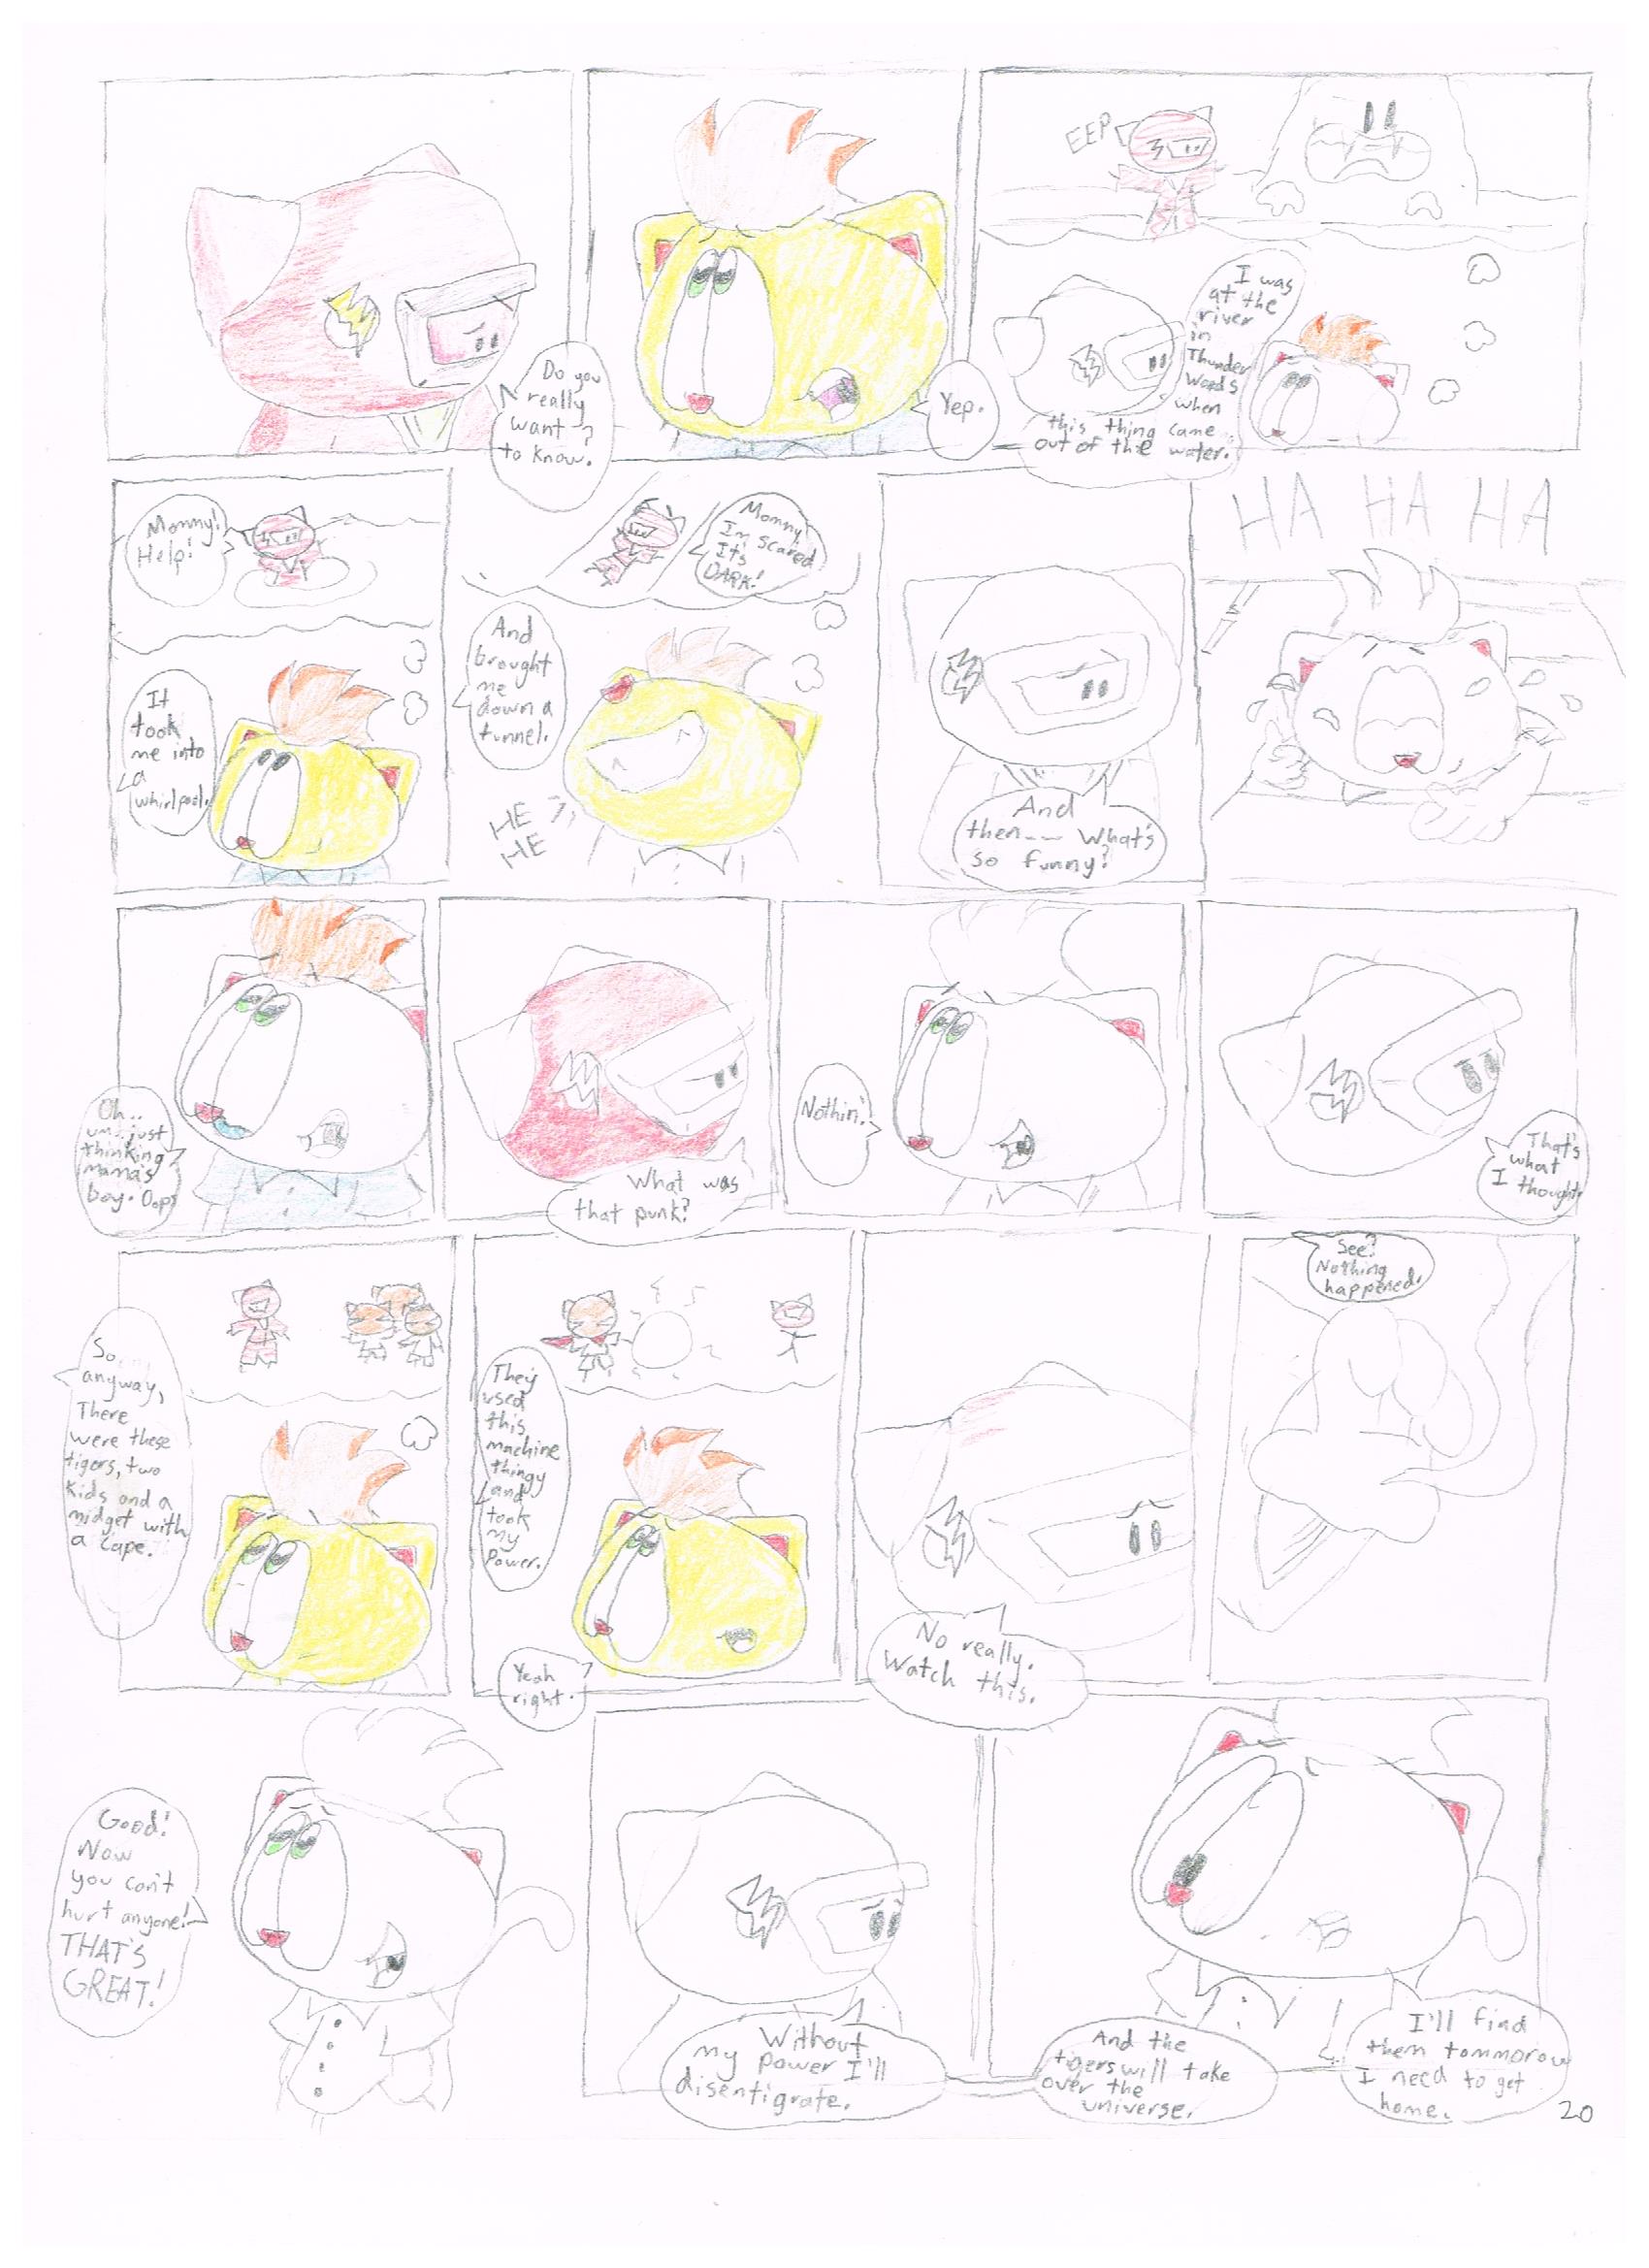 Do you
really
want
to know?
Yep.
EEP
I was
at the
river
in
Thunder
Woods
when
this thing came
out of the water.
Mommy!
Help!
It
took
me into
a
whirlpool.
Mommy
I'm scared
It's
DARK!
And
brought
me
down a
tunnel.
HE
HE
And
then-- What's
so funny?
HA HA HA
Oh..
um.. just
thinking
mama's
boy. Oops
What was
that punk?
Nothin'.
That's
what
I thought.
So
anyway,
There
were these
tigers, two
kids and a
midget with
a cape.
They
used
this
machine
thingy
and
took
my
Power.
Yeah
right.
No really.
Watch this.
See?
Nothing
happened.
Good!
Now
you can't
hurt anyone!
THAT'S
GREAT!
Without
my power I'll
disentigrate.
And the
tigers will take
over the
universe.
I'll find
them tommorow
I need to get
home.
20